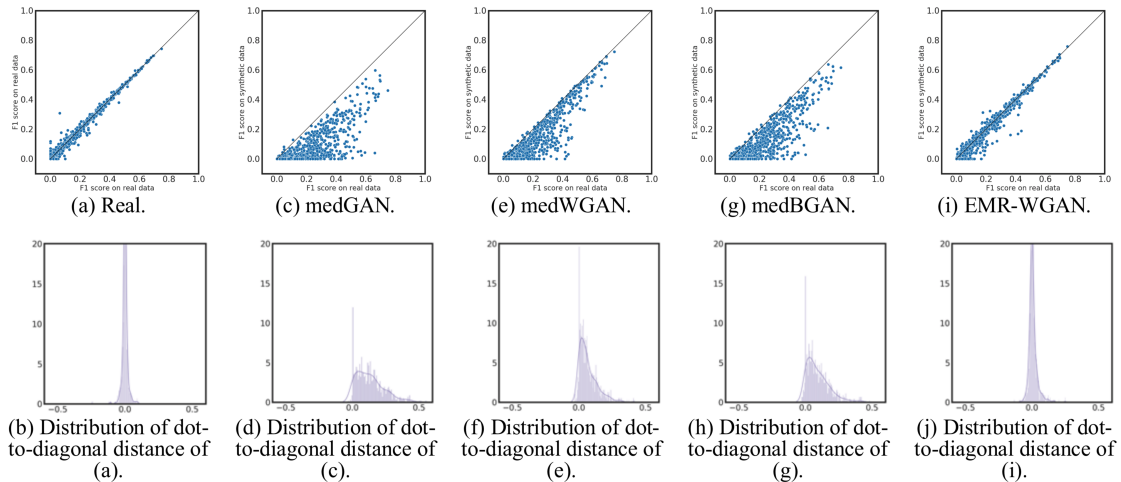 1.0
0.8
0.6
0.4
0.2
0.0
F1 score on real data
0.0 0.2 0.4 0.6 0.8 1.0
F1 score on real data
(a) Real.
1.0
0.8
0.6
0.4
0.2
0.0
F1 score on synthetic data
0.0 0.2 0.4 0.6 0.8 1.0
F1 score on real data
(c) medGAN.
1.0
0.8
0.6
0.4
0.2
0.0
F1 score on synthetic data
0.0 0.2 0.4 0.6 0.8 1.0
F1 score on real data
(e) medWGAN.
1.0
0.8
0.6
0.4
0.2
0.0
F1 score on synthetic data
0.0 0.2 0.4 0.6 0.8 1.0
F1 score on real data
(g) medBGAN.
1.0
0.8
0.6
0.4
0.2
0.0
F1 score on synthetic data
0.0 0.2 0.4 0.6 0.8 1.0
F1 score on real data
(i) EMR-WGAN.
20
15
10
5
0
−0.5 0.0 0.5
(b) Distribution of dot-
to-diagonal distance of
(a).
20
15
10
5
0
−0.5 0.0 0.5
(d) Distribution of dot-
to-diagonal distance of
(c).
20
15
10
5
0
−0.5 0.0 0.5
(f) Distribution of dot-
to-diagonal distance of
(e).
20
15
10
5
0
−0.5 0.0 0.5
(h) Distribution of dot-
to-diagonal distance of
(g).
20
15
10
5
0
−0.5 0.0 0.5
(j) Distribution of dot-
to-diagonal distance of
(i).